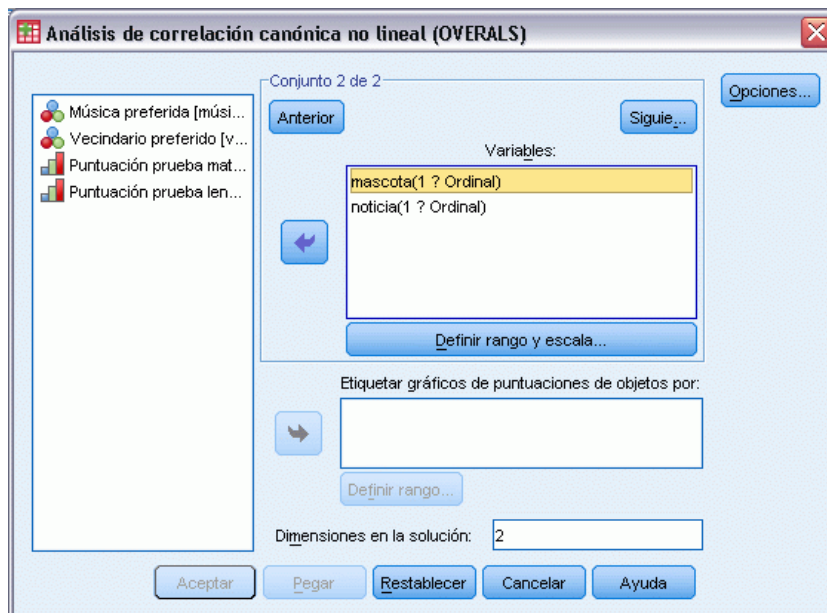 Análisis de correlación canónica no lineal (OVERALS)
Música preferida [músi...
Vecindario preferido [v...
Puntuación prueba mat...
Puntuación prueba len...
Conjunto 2 de 2
Anterior
Siguie...
Variables:
mascota(1 ? Ordinal)
noticia(1 ? Ordinal)
Definir rango y escala...
Opciones...
Etiquetar gráficos de puntuaciones de objetos por:
Definir rango...
Dimensiones en la solución: 2
Aceptar Pegar Restablecer Cancelar Ayuda